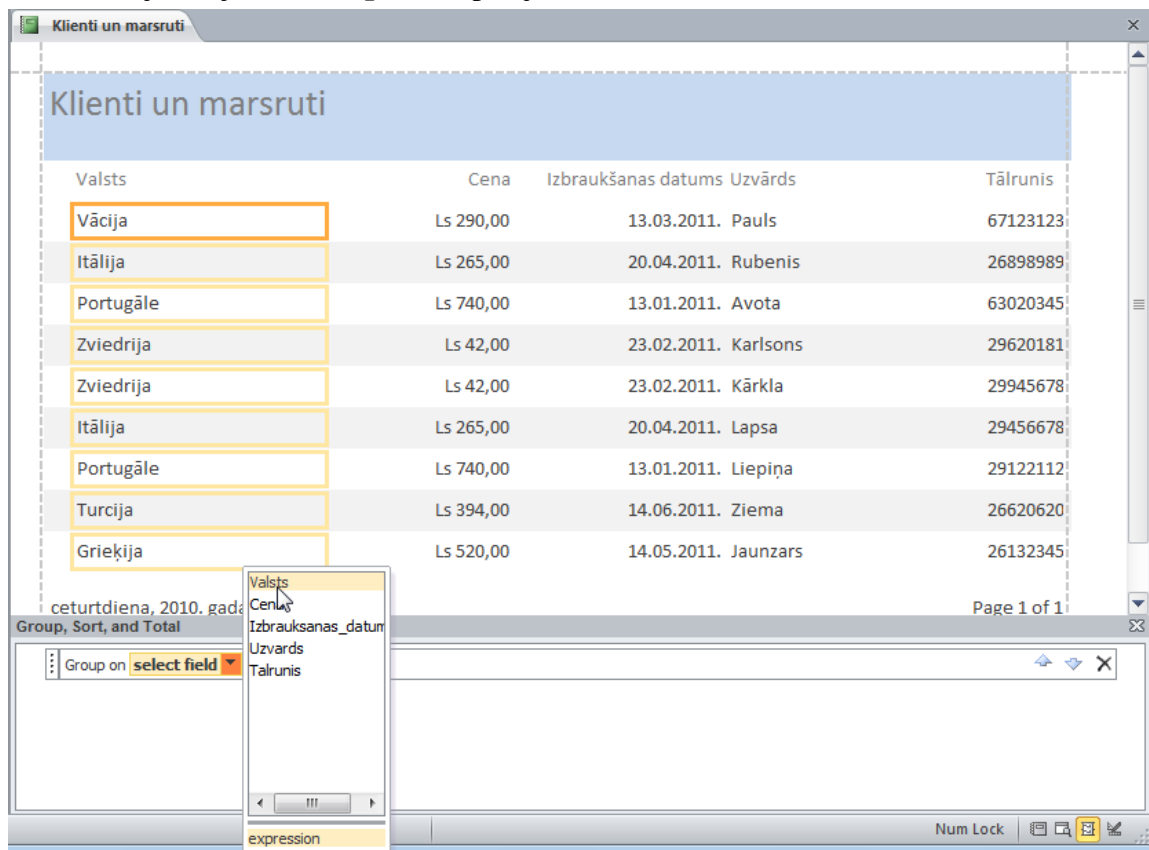 Klienti un marsruti
Klienti un marsruti
Valsts Cena Izbraukšanas datums Uzvārds Tālrunis
Vācija Ls 290,00 13.03.2011. Pauls 67123123
Itālija Ls 265,00 20.04.2011. Rubenis 26898989
Portugāle Ls 740,00 13.01.2011. Avota 63020345
Zviedrija Ls 42,00 23.02.2011. Karlsons 29620181
Zviedrija Ls 42,00 23.02.2011. Kārkla 29945678
Itālija Ls 265,00 20.04.2011. Lapsa 29456678
Portugāle Ls 740,00 13.01.2011. Liepiņa 29122112
Turcija Ls 394,00 14.06.2011. Ziema 26620620
Grieķija Ls 520,00 14.05.2011. Jaunzars 26132345
ceturtdiena, 2010. gada Page 1 of 1
Group, Sort, and Total
Group on select field
Valsts
Cena
Izbrauksanas_datum
Uzvards
Talrunis
expression
Num Lock